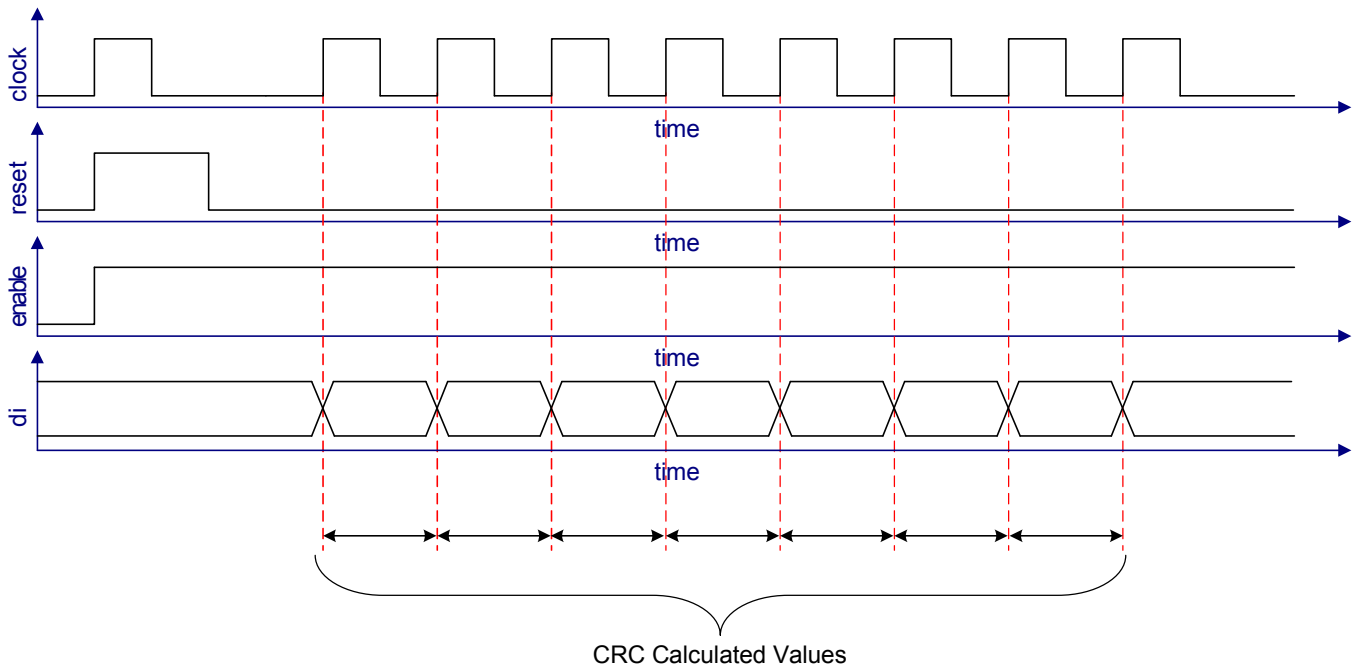 clock
time
reset
time
enable
time
di
time
CRC Calculated Values